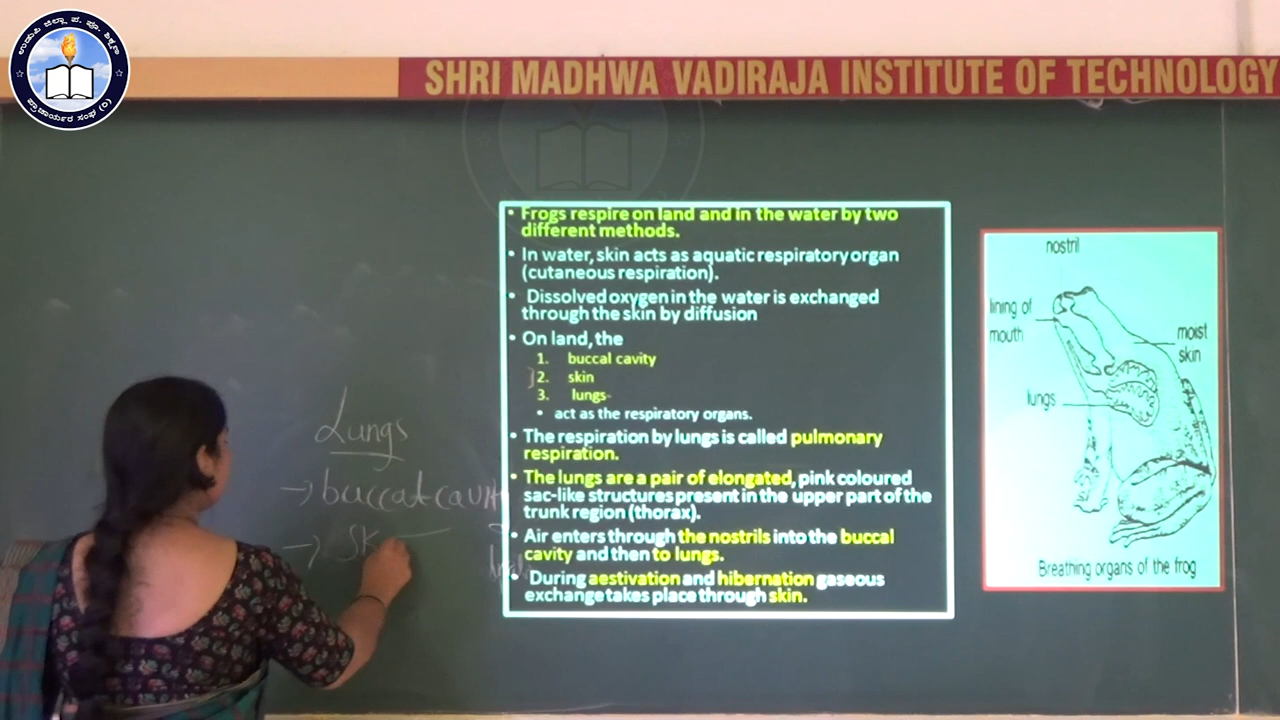 ಉಡುಪಿ ಜಿಲ್ಲಾ ಪ. ಪೂ. ಶಿಕ್ಷಣ
ಪ್ರಾಚಾರ್ಯರ ಸಂಘ (ರಿ)
SHRI MADHWA VADIRAJA INSTITUTE OF TECHNOLOGY
Lungs
→ buccal cavity
→ Sk
• Frogs respire on land and in the water by two
different methods.
• In water, skin acts as aquatic respiratory organ
(cutaneous respiration).
• Dissolved oxygen in the water is exchanged
through the skin by diffusion
• On land, the
1. buccal cavity
2. skin
3. lungs
• act as the respiratory organs.
• The respiration by lungs is called pulmonary
respiration.
• The lungs are a pair of elongated, pink coloured
sac-like structures present in the upper part of the
trunk region (thorax).
• Air enters through the nostrils into the buccal
cavity and then to lungs.
• During aestivation and hibernation gaseous
exchange takes place through skin.
nostril
lining of
mouth
moist
skin
lungs
Breathing organs of the frog